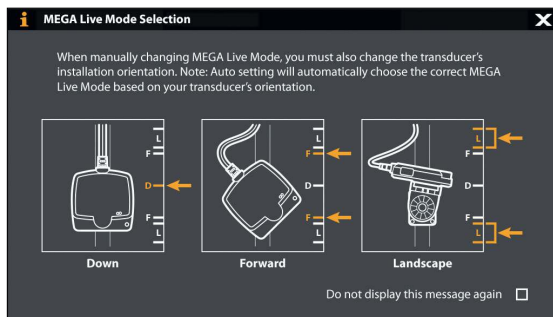 i MEGA Live Mode Selection X
When manually changing MEGA Live Mode, you must also change the transducer's
installation orientation. Note: Auto setting will automatically choose the correct MEGA
Live Mode based on your transducer's orientation.
L
F
D
F
L
Down
L
F
D
F
L
Forward
L
F
D
F
L
Landscape
Do not display this message again